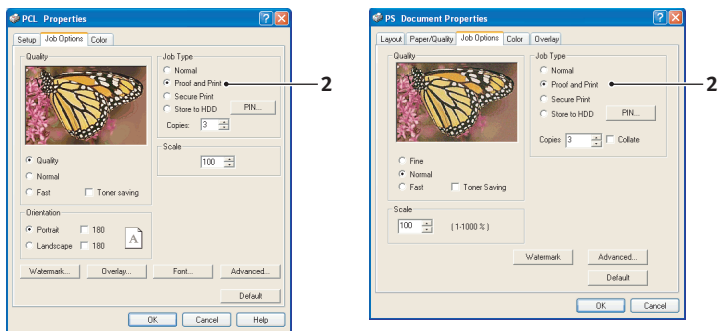 PCL Properties
Setup Job Options Color
Quality
Quality
Normal
Fast Toner saving
Orientation
Portrait 180
Landscape 180
A
Job Type
Normal
Proof and Print
Secure Print
Store to HDD PIN...
Copies: 3
Scale
100
Watermark... Overlay... Font... Advanced...
Default
OK Cancel Help
2
PS Document Properties
Layout Paper/Quality Job Options Color Overlay
Quality
Fine
Normal
Fast Toner Saving
Scale
100 (1-1000 %)
Job Type
Normal
Proof and Print
Secure Print
Store to HDD PIN...
Copies 3 Collate
Watermark Advanced...
Default
OK Cancel
2